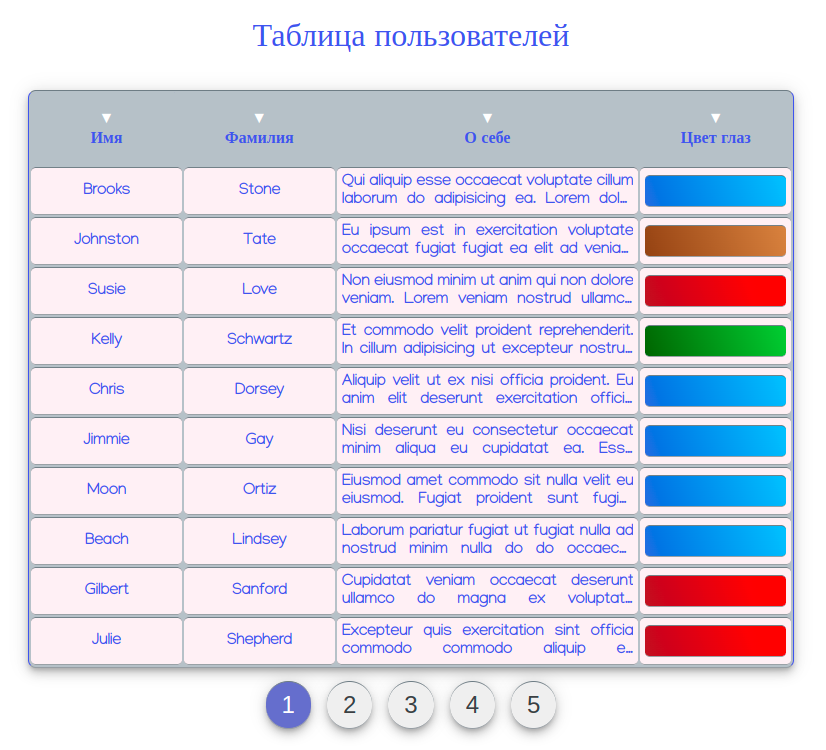 Таблица пользователей
▼ ▼ ▼ ▼
Имя Фамилия О себе Цвет глаз
Brooks Stone Qui aliquip esse occaecat voluptate cillum
laborum do adipisicing ea. Lorem dol...
Johnston Tate Eu ipsum est in exercitation voluptate
occaecat fugiat fugiat ea elit ad venia...
Susie Love Non eiusmod minim ut anim qui non dolore
veniam. Lorem veniam nostrud ullamc...
Kelly Schwartz Et commodo velit proident reprehenderit.
In cillum adipisicing ut excepteur nostru...
Chris Dorsey Aliquip velit ut ex nisi officia proident. Eu
anim elit deserunt exercitation offici...
Jimmie Gay Nisi deserunt eu consectetur occaecat
minim aliqua eu cupidatat ea. Ess...
Moon Ortiz Eiusmod amet commodo sit nulla velit eu
eiusmod. Fugiat proident sunt fugi...
Beach Lindsey Laborum pariatur fugiat ut fugiat nulla ad
nostrud minim nulla do do occaec...
Gilbert Sanford Cupidatat veniam occaecat deserunt
ullamco do magna ex voluptat...
Julie Shepherd Excepteur quis exercitation sint officia
commodo commodo aliquip e...
1 2 3 4 5